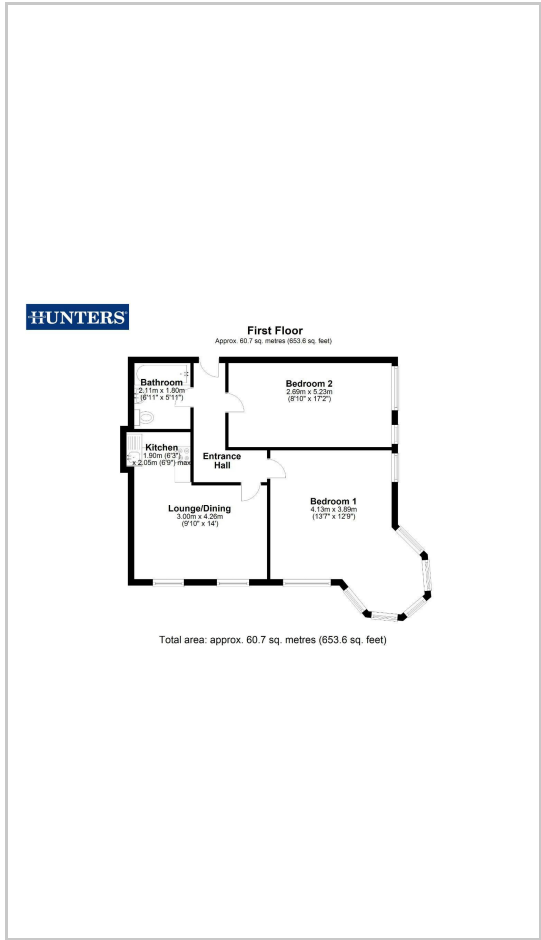 HUNTERS
First Floor
Approx. 60.7 sq. metres (653.6 sq. feet)
Bathroom
2.11m x 1.80m
(6'11" x 5'11")
Bedroom 2
2.69m x 5.23m
(8'10" x 17'2")
Kitchen
1.90m (6'3")
x 2.05m (6'9") max
Entrance
Hall
Lounge/Dining
3.00m x 4.26m
(9'10" x 14')
Bedroom 1
4.13m x 3.89m
(13'7" x 12'9")
Total area: approx. 60.7 sq. metres (653.6 sq. feet)